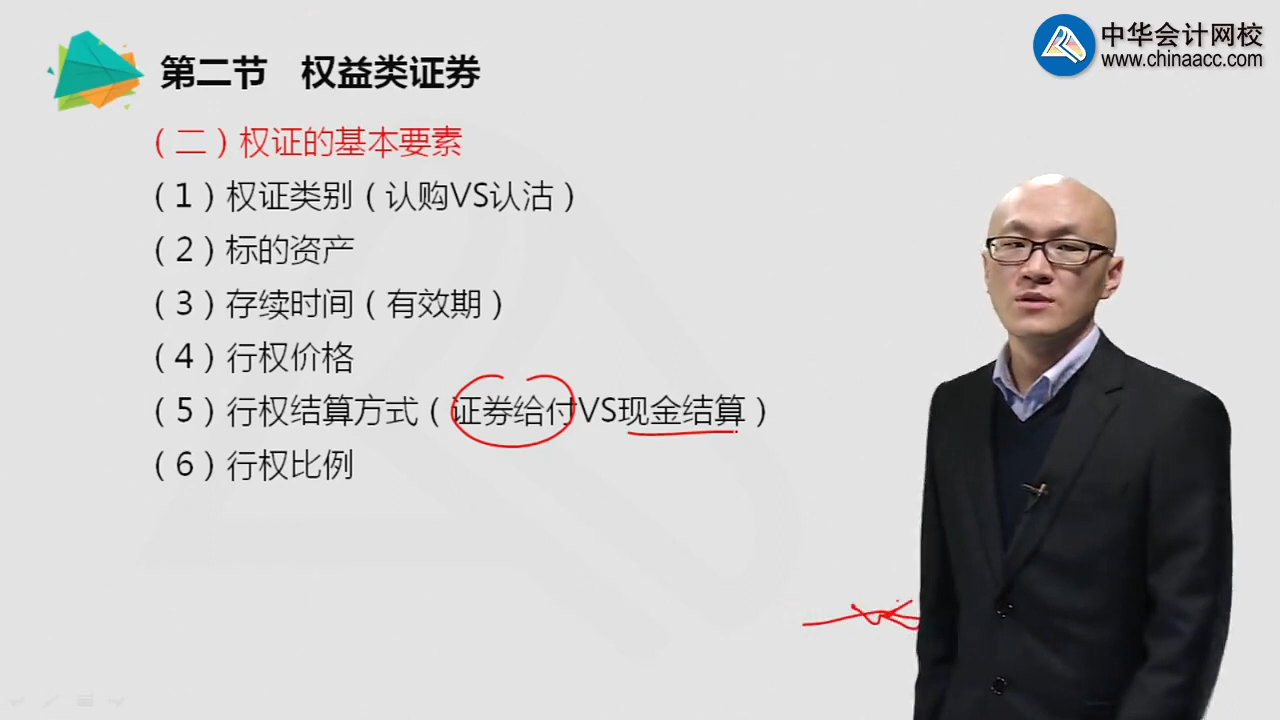 中华会计网校
www.chinaacc.com
第二节 权益类证券
（二）权证的基本要素
（1）权证类别（认购VS认沽）
（2）标的资产
（3）存续时间（有效期）
（4）行权价格
（5）行权结算方式（证券给付VS现金结算）
（6）行权比例